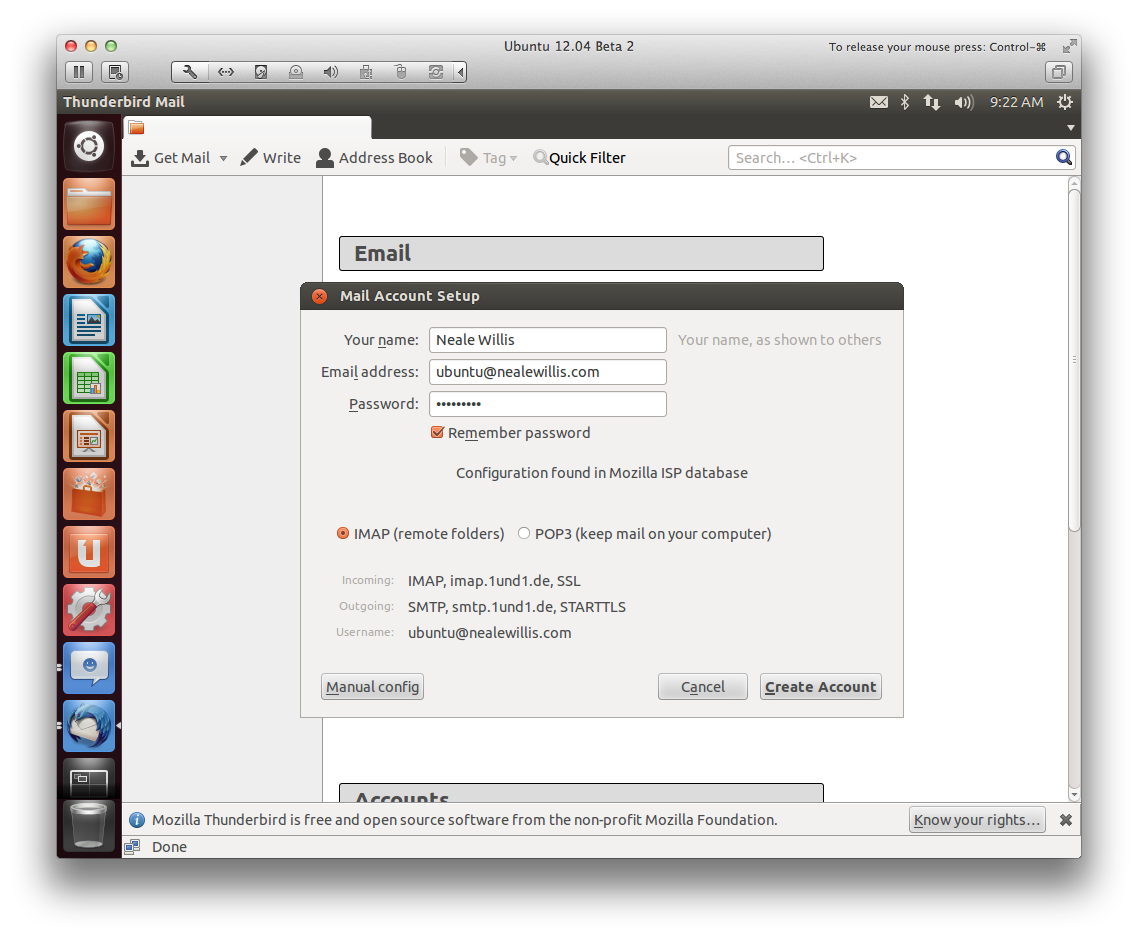 Ubuntu 12.04 Beta 2
To release your mouse press: Control-⌘
Thunderbird Mail
9:22 AM
Get Mail
Write
Address Book
Tag
Quick Filter
Search... <Ctrl+K>
Email
Mail Account Setup
Your name: Neale Willis Your name, as shown to others
Email address: ubuntu@nealewillis.com
Password: •••••••••
Remember password
Configuration found in Mozilla ISP database
IMAP (remote folders) POP3 (keep mail on your computer)
Incoming: IMAP, imap.1und1.de, SSL
Outgoing: SMTP, smtp.1und1.de, STARTTLS
Username: ubuntu@nealewillis.com
Manual config
Cancel
Create Account
Accounts
Mozilla Thunderbird is free and open source software from the non-profit Mozilla Foundation.
Know your rights...
Done